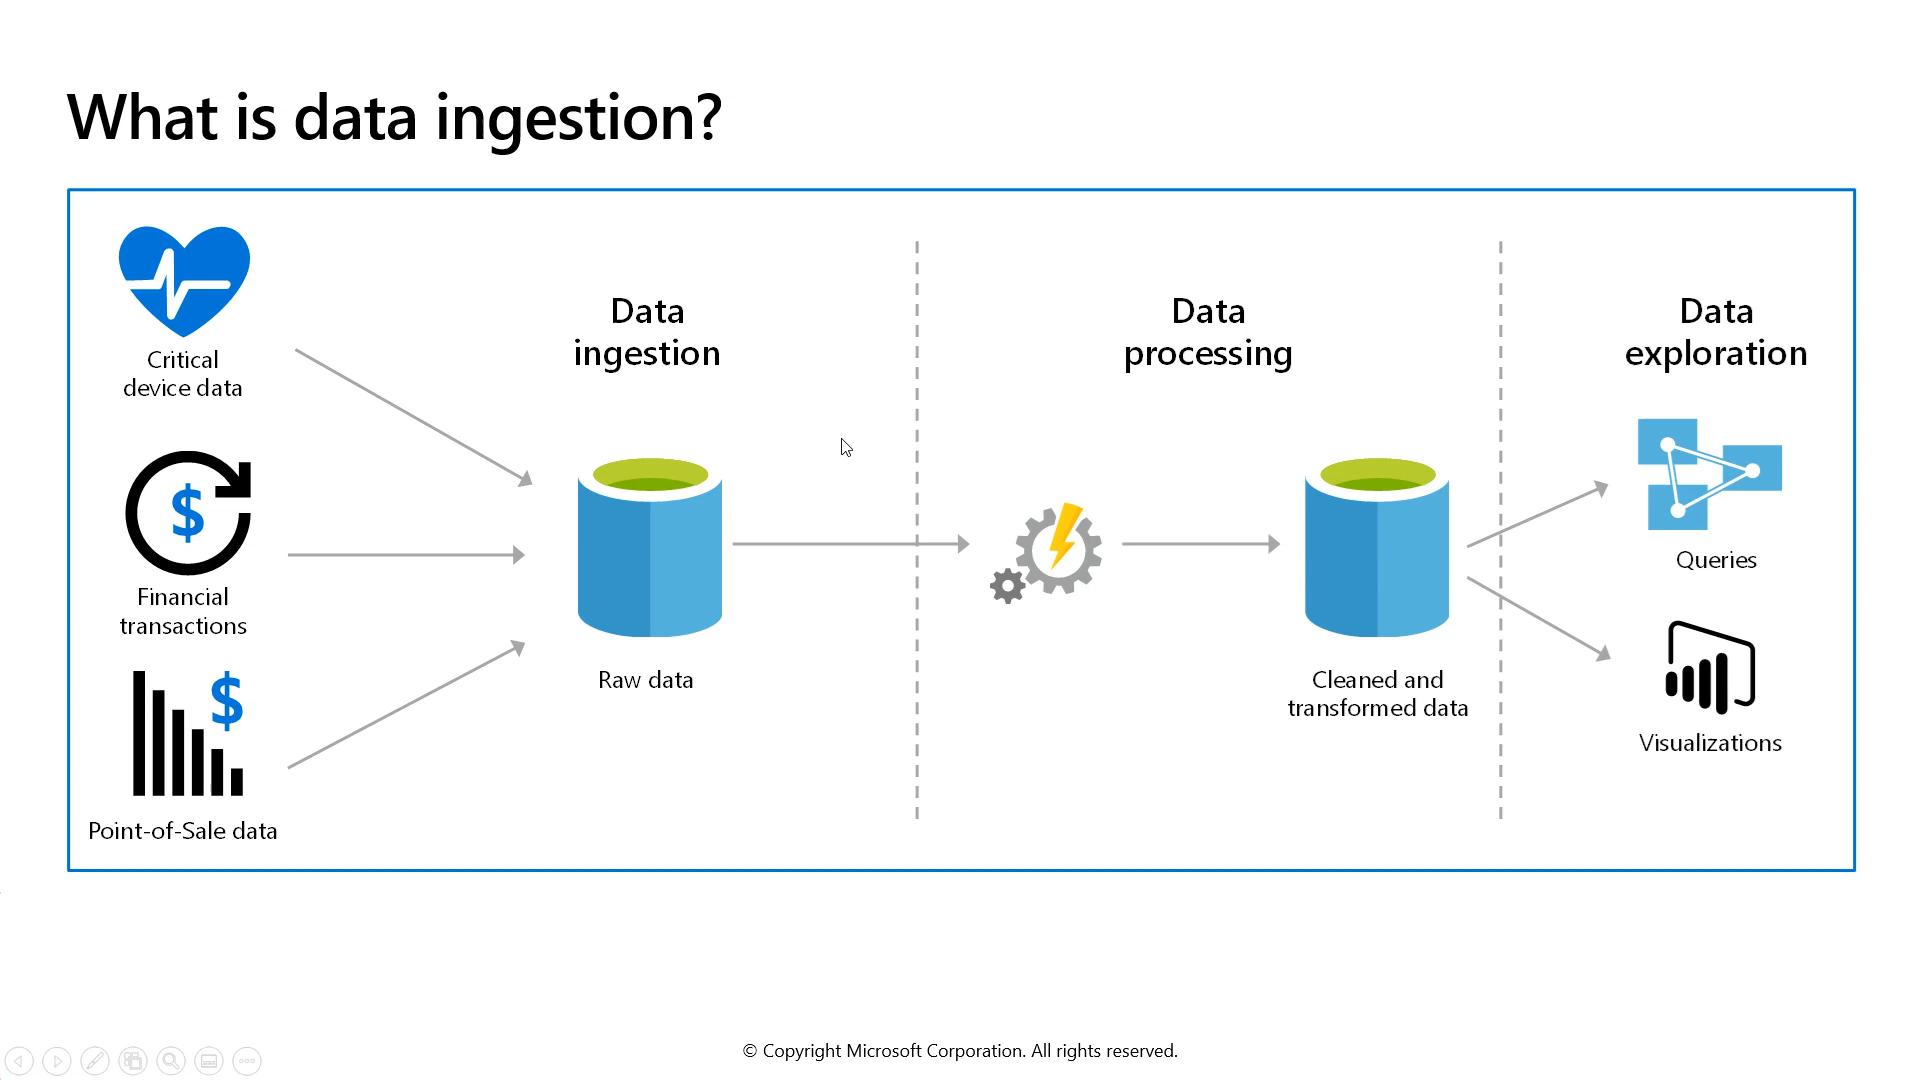 What is data ingestion?
Critical
device data
Financial
transactions
$
$
Point-of-Sale data
Data
ingestion
Raw data
Data
processing
Cleaned and
transformed data
Data
exploration
Queries
Visualizations
© Copyright Microsoft Corporation. All rights reserved.